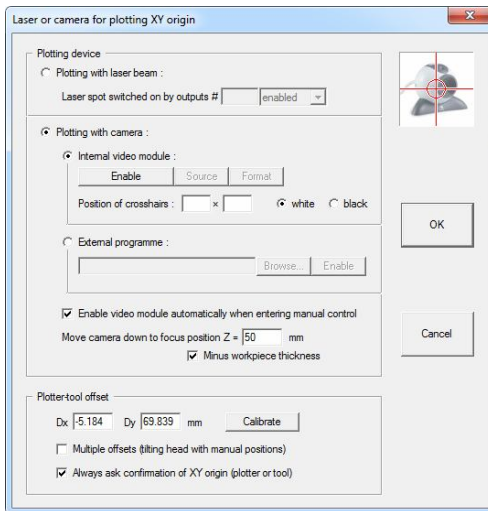 Laser or camera for plotting XY origin
Plotting device
Plotting with laser beam :
Laser spot switched on by outputs # enabled
Plotting with camera :
Internal video module :
Enable Source Format
Position of crosshairs : × white black
External programme :
Browse... Enable
Enable video module automatically when entering manual control
Move camera down to focus position Z = 50 mm
Minus workpiece thickness
OK
Cancel
Plotter-tool offset
Dx -5.184 Dy 69.839 mm Calibrate
Multiple offsets (tilting head with manual positions)
Always ask confirmation of XY origin (plotter or tool)